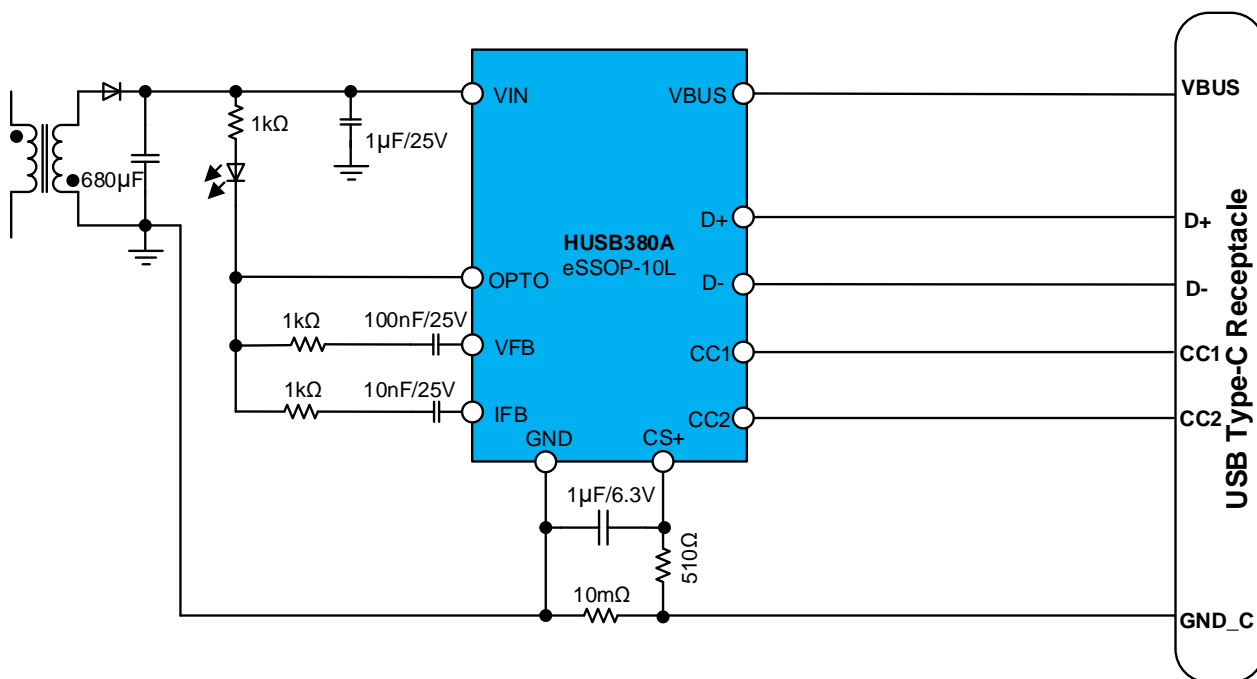 VIN
VBUS
VBUS
1kΩ
1µF/25V
680µF
HUSB380A
eSSOP-10L
D+
D+
OPTO
D-
D-
1kΩ
100nF/25V
VFB
CC1
CC1
1kΩ
10nF/25V
IFB
CC2
CC2
GND
CS+
1µF/6.3V
510Ω
10mΩ
GND_C
USB Type-C Receptacle